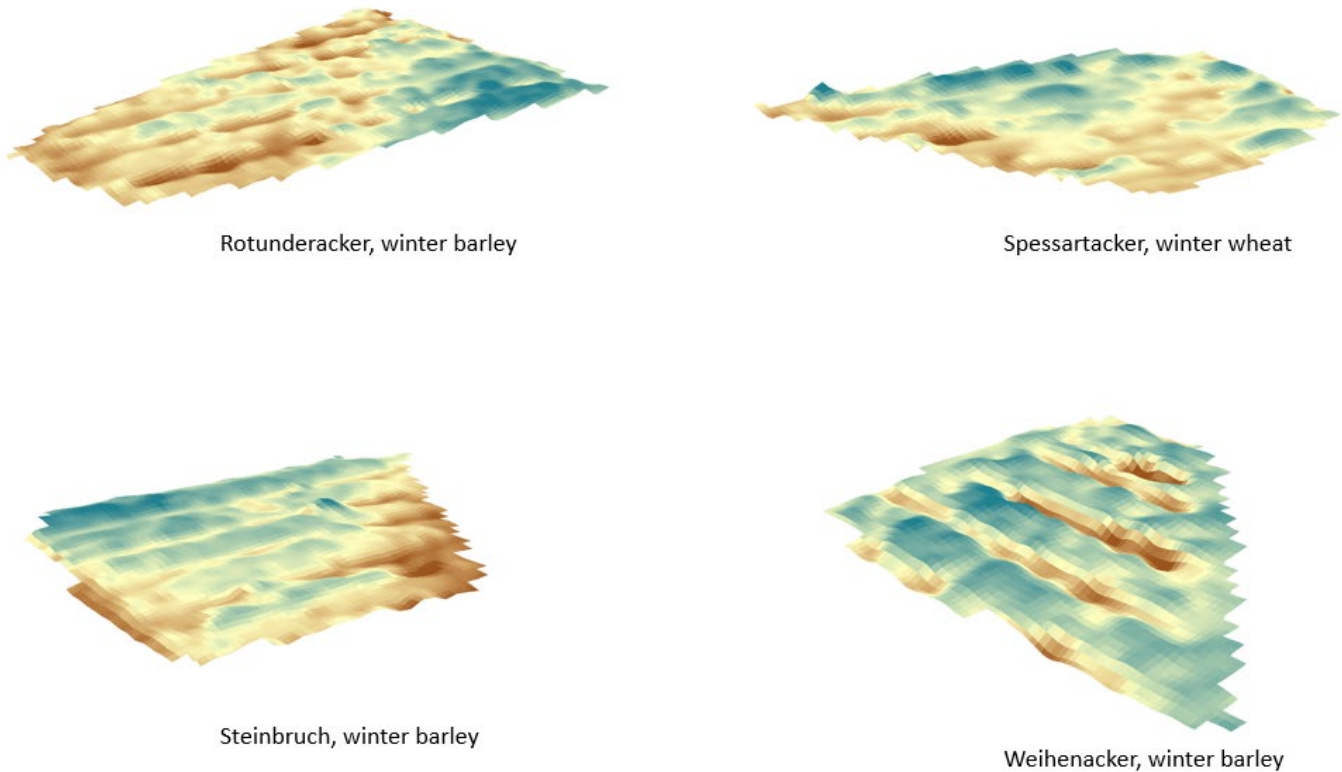 Rotunderacker, winter barley
Spessartacker, winter wheat
Steinbruch, winter barley
Weihenacker, winter barley